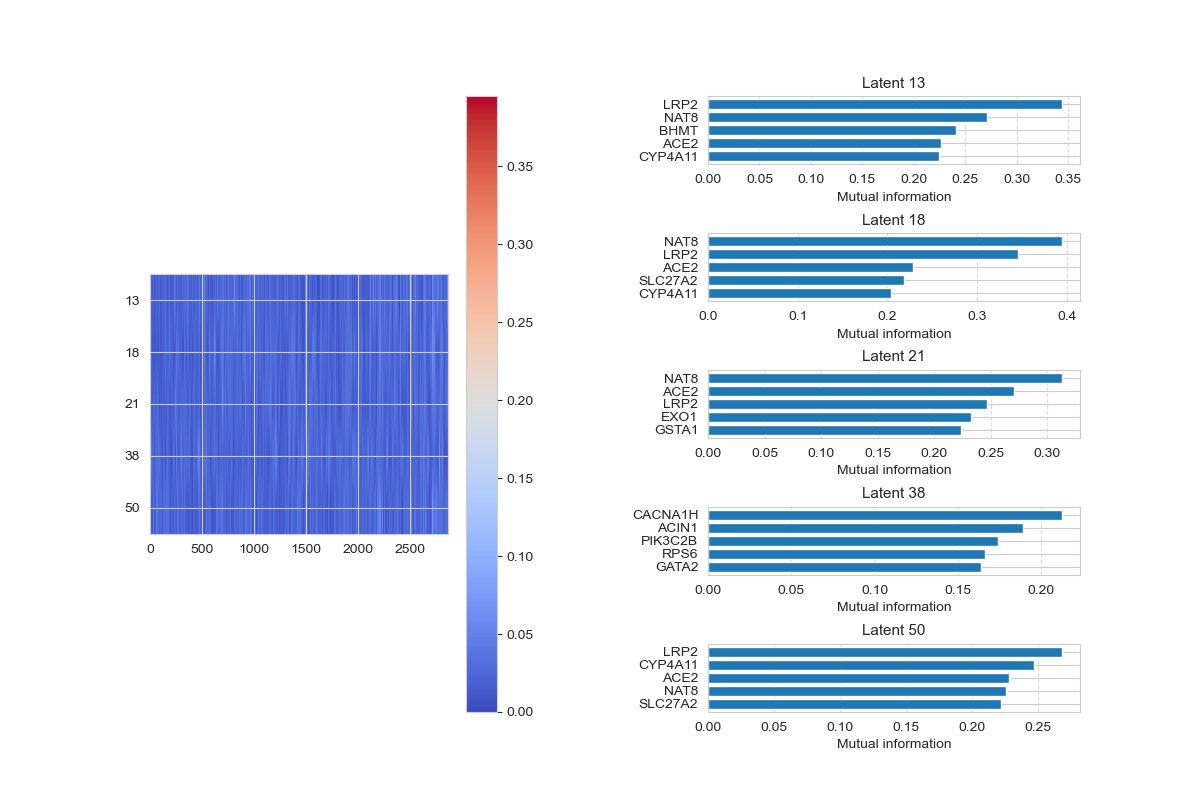 13
18
21
38
50
0 500 1000 1500 2000 2500
0.35
0.30
0.25
0.20
0.15
0.10
0.05
0.00
Latent 13
LRP2
NAT8
BHMT
ACE2
CYP4A11
0.00 0.05 0.10 0.15 0.20 0.25 0.30 0.35
Mutual information
Latent 18
NAT8
LRP2
ACE2
SLC27A2
CYP4A11
0.0 0.1 0.2 0.3 0.4
Mutual information
Latent 21
NAT8
ACE2
LRP2
EXO1
GSTA1
0.00 0.05 0.10 0.15 0.20 0.25 0.30
Mutual information
Latent 38
CACNA1H
ACIN1
PIK3C2B
RPS6
GATA2
0.00 0.05 0.10 0.15 0.20
Mutual information
Latent 50
LRP2
CYP4A11
ACE2
NAT8
SLC27A2
0.00 0.05 0.10 0.15 0.20 0.25
Mutual information